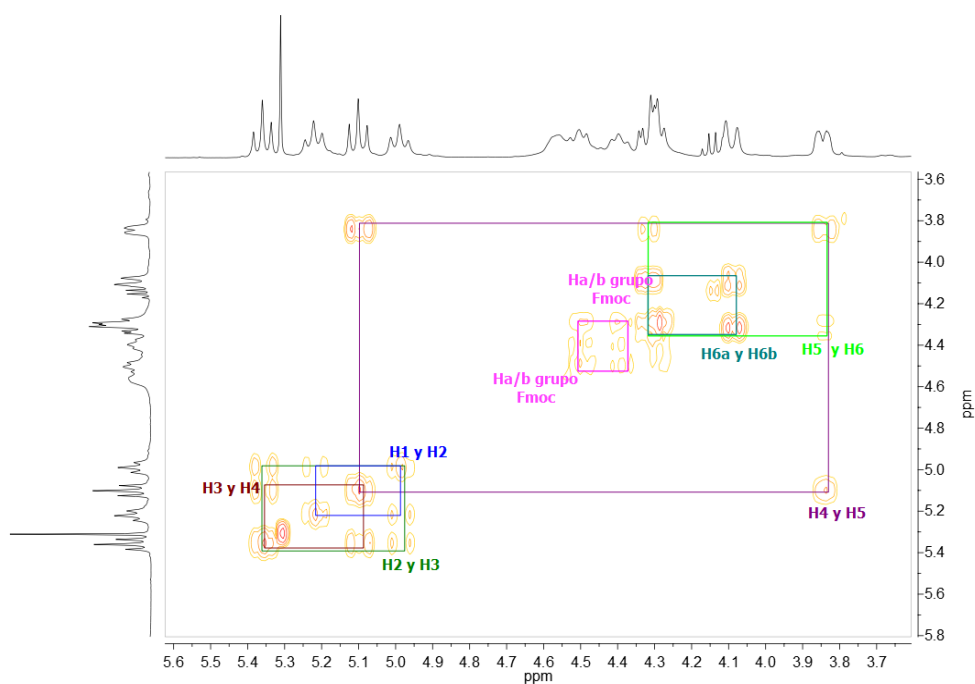 3.6
3.8
4.0
4.2
4.4
4.6
4.8
5.0
5.2
5.4
5.6
5.8
ppm
Ha/b grupo
Fmoc
H6a y H6b
H5 y H6
Ha/b grupo
Fmoc
H1 y H2
H3 y H4
H4 y H5
H2 y H3
5.6 5.5 5.4 5.3 5.2 5.1 5.0 4.9 4.8 4.7 4.6 4.5 4.4 4.3 4.2 4.1 4.0 3.9 3.8 3.7
ppm